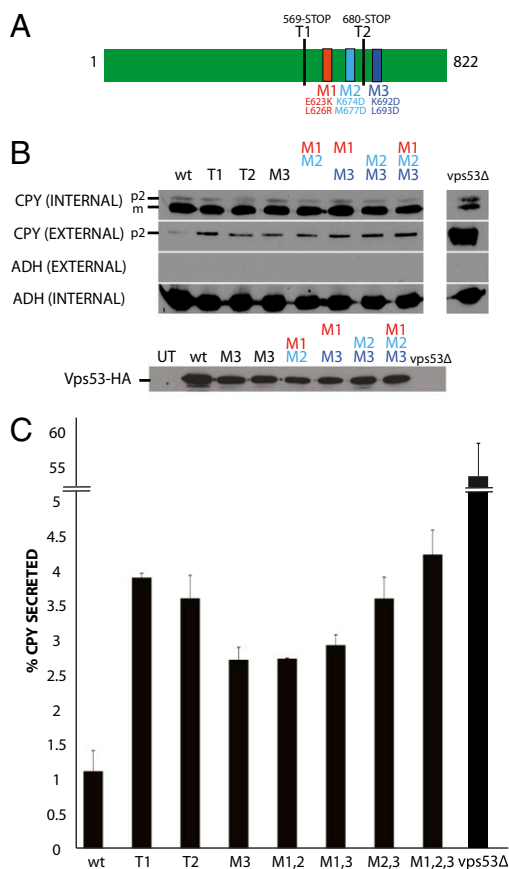 A
569-STOP 680-STOP
T1 T2
1 822
M1 M2 M3
E623K K674D K692D
L626R M677D L693D
B
M1 M1 M1
M2 M2 M2
wt T1 T2 M3 M3 M3 M3 vps53Δ
CPY (INTERNAL) p2
m
CPY (EXTERNAL) p2
ADH (EXTERNAL)
ADH (INTERNAL)
M1 M1
M1 M2 M2
UT wt M3 M3 M2 M3 M3 M3 vps53Δ
Vps53-HA
C
60
55
5
4.5
4
3.5
3
2.5
2
1.5
1
0.5
0
% CPY SECRETED
wt T1 T2 M3 M1,2 M1,3 M2,3 M1,2,3 vps53Δ